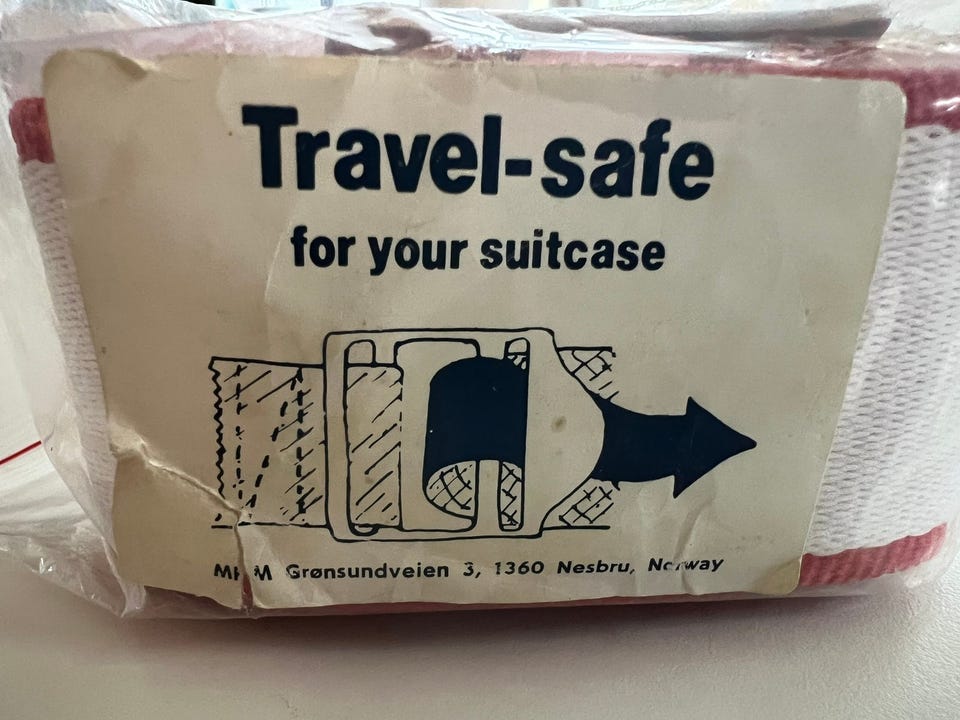 Travel-safe
for your suitcase
Grønsundveien 3, 1360 Nesbru, Norway